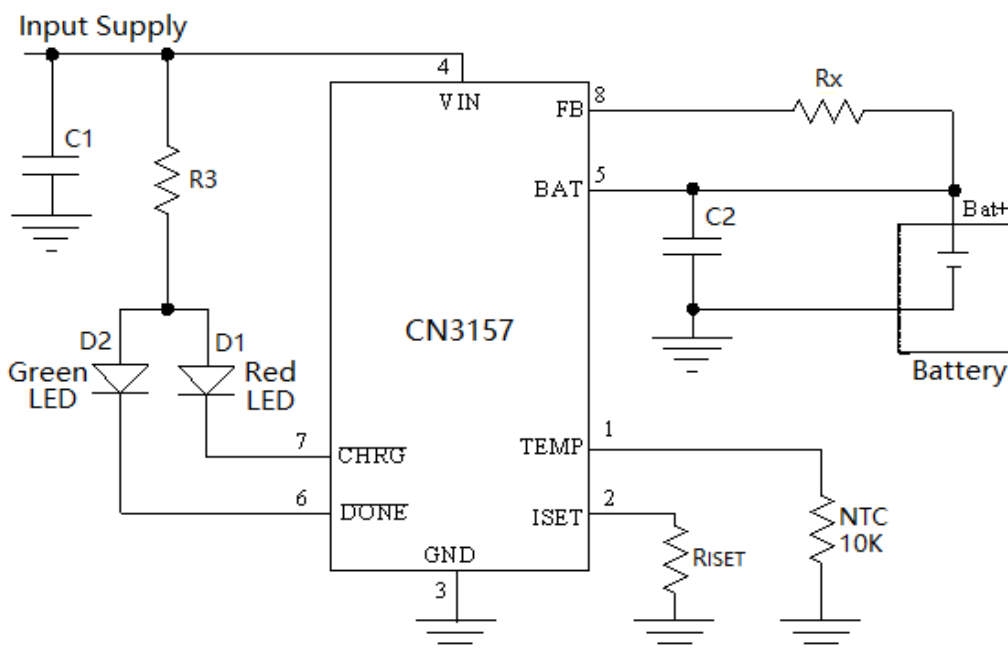 Input Supply
4
VIN
8
FB
Rx
C1
R3
5
BAT
Bat+
C2
CN3157
D2
D1
Green
LED
Red
LED
Battery
7
CHRG
TEMP
1
6
DONE
ISET
2
NTC
10K
RISET
GND
3